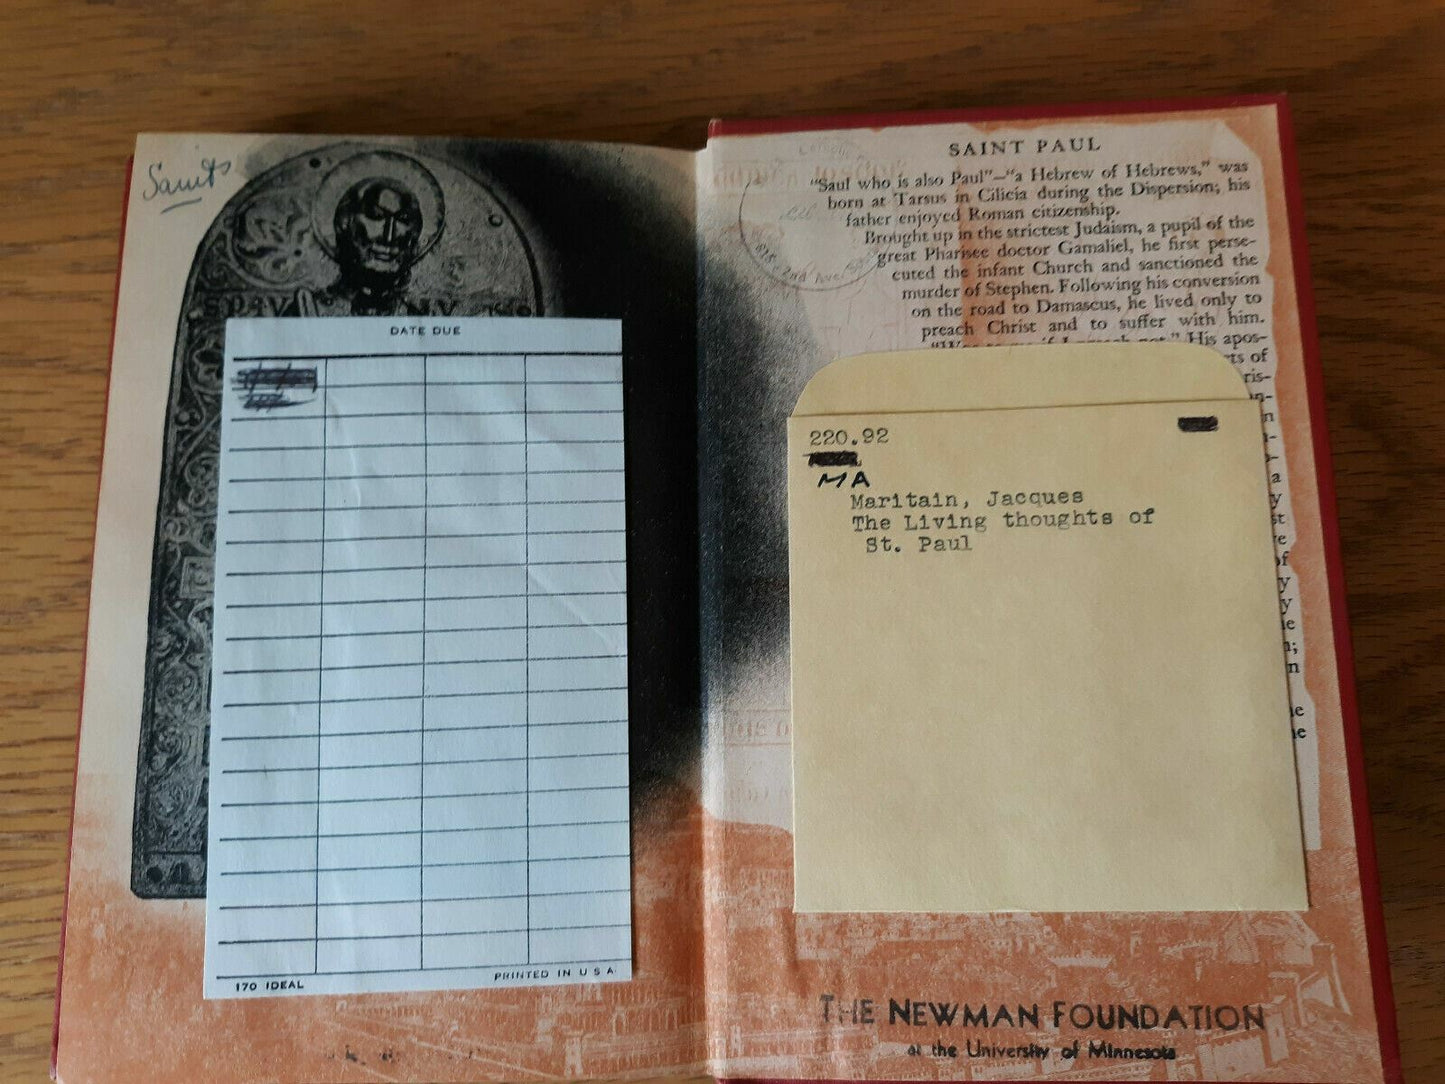 Saints
DATE DUE
170 IDEAL
PRINTED IN U S A
SAINT PAUL
“Saul who is also Paul”—“a Hebrew of Hebrews,” was
born at Tarsus in Cilicia during the Dispersion; his
father enjoyed Roman citizenship.
Brought up in the strictest Judaism, a pupil of the
great Pharisee doctor Gamaliel, he first perse-
cuted the infant Church and sanctioned the
murder of Stephen. Following his conversion
on the road to Damascus, he lived only to
preach Christ and to suffer with him.
His apos-
of
ris-
220.92
MA
Maritain, Jacques
The Living thoughts of
St. Paul
THE NEWMAN FOUNDATION
at the University of Minnesota